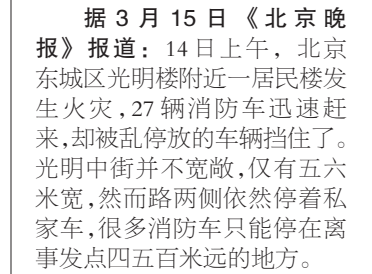 据 3 月 15 日《北京晚
报》报道：14日上午，北京
东城区光明楼附近一居民楼发
生火灾,27 辆消防车迅速赶
来,却被乱停放的车辆挡住了。
光明中街并不宽敞,仅有五六
米宽,然而路两侧依然停着私
家车,很多消防车只能停在离
事发点四五百米远的地方。